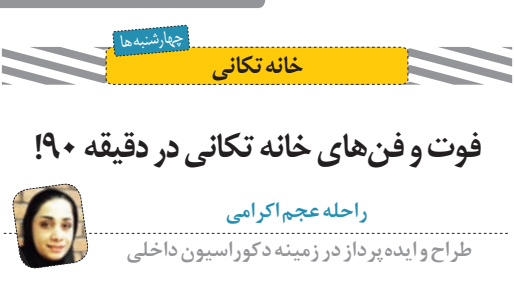 چهارشنبه‌ها
خانه تکانی
فوت و فن‌های خانه تکانی در دقیقه ۹۰!
راحله عجم اکرامی
طراح و ایده پرداز در زمینه دکوراسیون داخلی